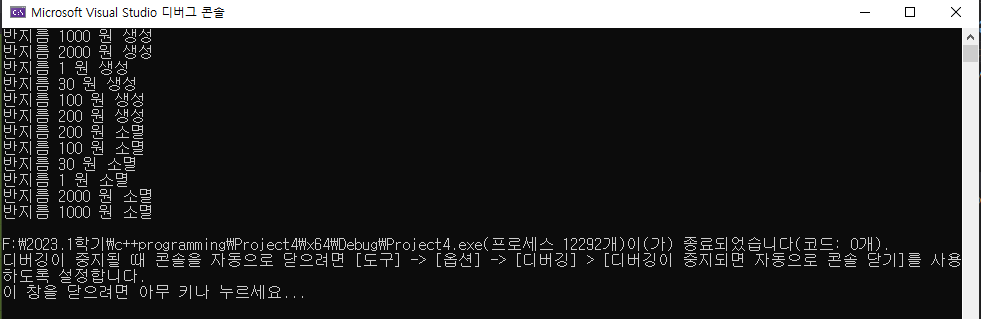 Microsoft Visual Studio 디버그 콘솔
반지름 1000 원 생성
반지름 2000 원 생성
반지름 1 원 생성
반지름 30 원 생성
반지름 100 원 생성
반지름 200 원 생성
반지름 200 원 소멸
반지름 100 원 소멸
반지름 30 원 소멸
반지름 1 원 소멸
반지름 2000 원 소멸
반지름 1000 원 소멸
F:₩2023.1학기₩c++programming₩Project4₩x64₩Debug₩Project4.exe(프로세스 12292개)이(가) 종료되었습니다(코드: 0개).
디버깅이 중지될 때 콘솔을 자동으로 닫으려면 [도구] -> [옵션] -> [디버깅] > [디버깅이 중지되면 자동으로 콘솔 닫기]를 사용
하도록 설정합니다.
이 창을 닫으려면 아무 키나 누르세요...